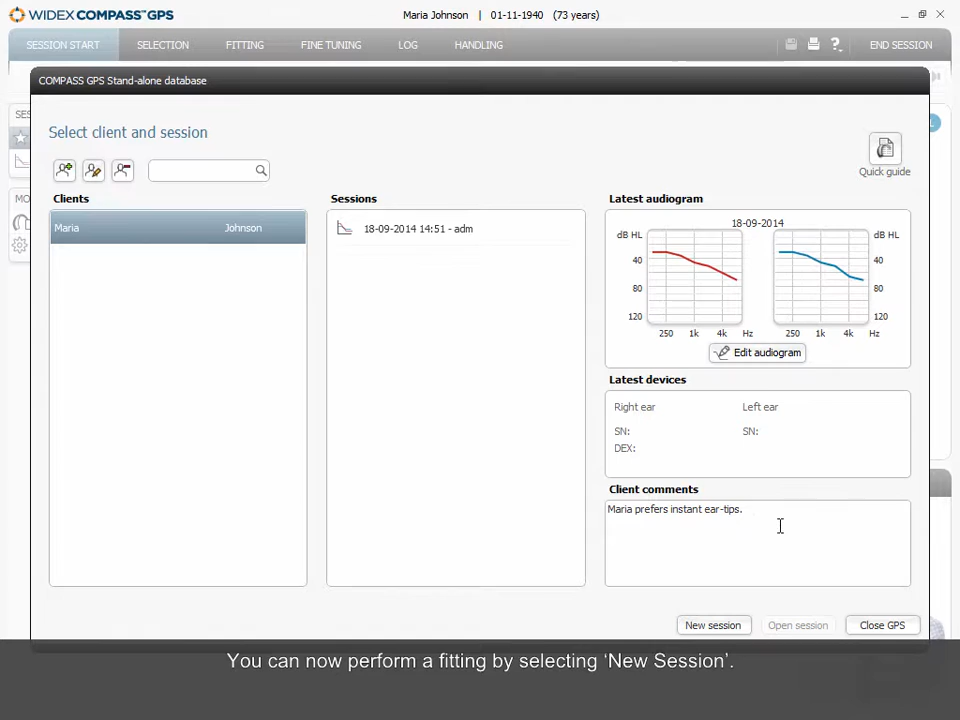 WIDEX COMPASS™GPS
Maria Johnson | 01-11-1940 (73 years)
SESSION START SELECTION FITTING FINE TUNING LOG HANDLING ? END SESSION
COMPASS GPS Stand-alone database
SES
Select client and session
Quick guide
MO
Clients
Maria Johnson
Sessions
18-09-2014 14:51 - adm
Latest audiogram
18-09-2014
dB HL dB HL
40 40
80 80
120 120
250 1k 4k Hz 250 1k 4k Hz
Edit audiogram
Latest devices
Right ear Left ear
SN: SN:
DEX:
Client comments
Maria prefers instant ear-tips.
New session Open session Close GPS
You can now perform a fitting by selecting ‘New Session’.